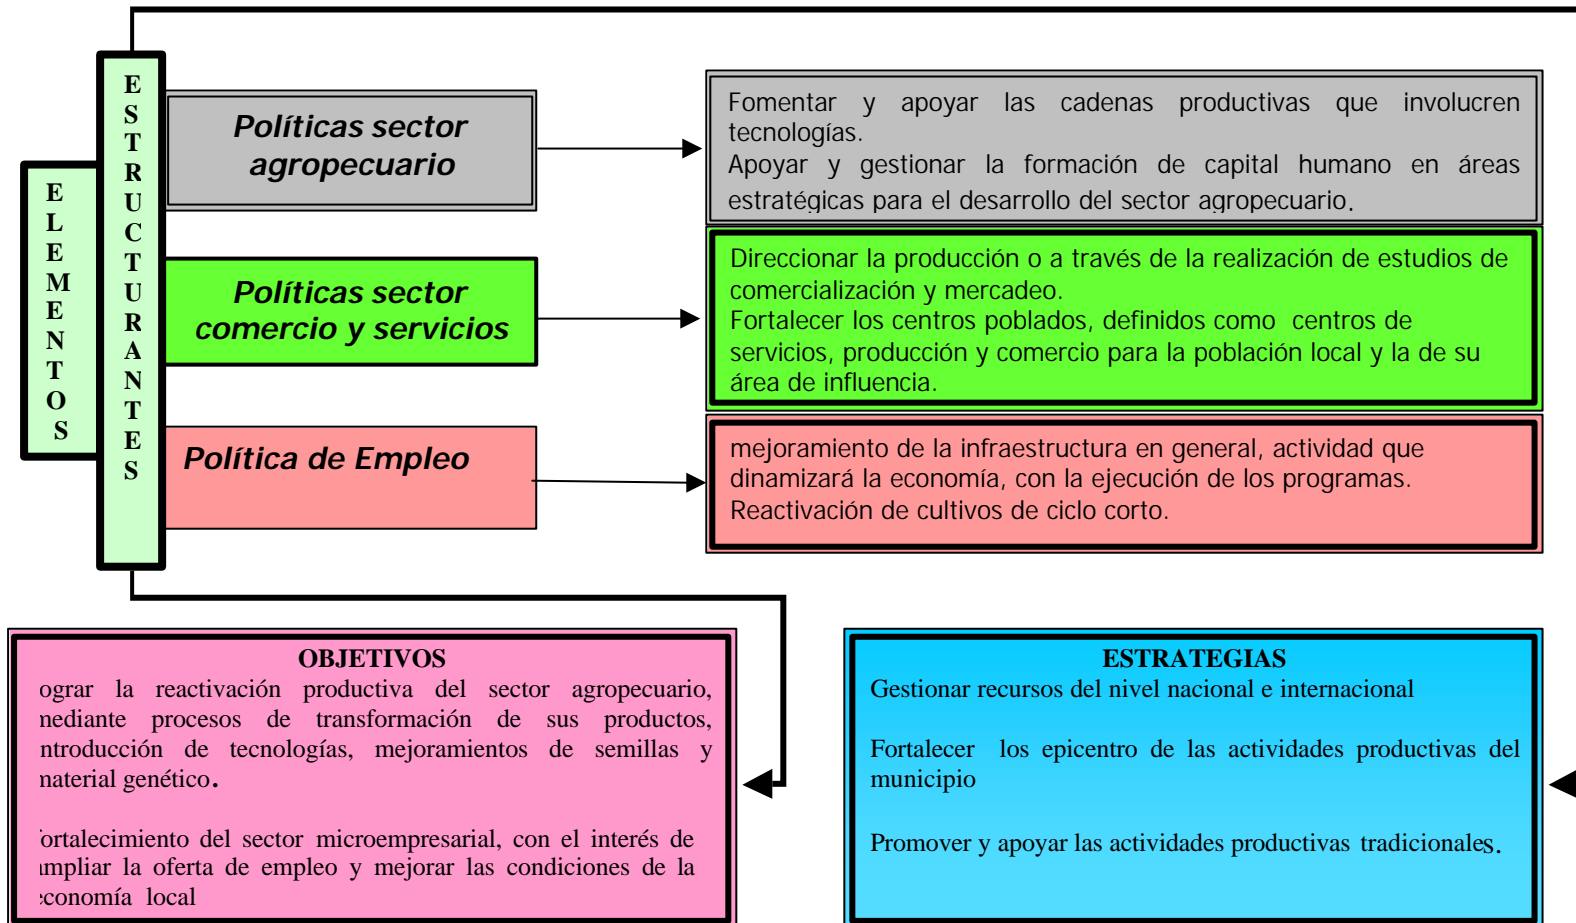 ELEMENTOS
ESTRUCTURANTES
Políticas sector
agropecuario
Fomentar y apoyar las cadenas productivas que involucren
tecnologías.
Apoyar y gestionar la formación de capital humano en áreas
estratégicas para el desarrollo del sector agropecuario.
Políticas sector
comercio y servicios
Direccionar la producción o a través de la realización de estudios de
comercialización y mercadeo.
Fortalecer los centros poblados, definidos como centros de
servicios, producción y comercio para la población local y la de su
área de influencia.
Política de Empleo
mejoramiento de la infraestructura en general, actividad que
dinamizará la economía, con la ejecución de los programas.
Reactivación de cultivos de ciclo corto.
OBJETIVOS
ograr la reactivación productiva del sector agropecuario,
mediante procesos de transformación de sus productos,
ntroducción de tecnologías, mejoramientos de semillas y
material genético.
ortalecimiento del sector microempresarial, con el interés de
ampliar la oferta de empleo y mejorar las condiciones de la
economía local
ESTRATEGIAS
Gestionar recursos del nivel nacional e internacional
Fortalecer los epicentro de las actividades productivas del
municipio
Promover y apoyar las actividades productivas tradicionales.